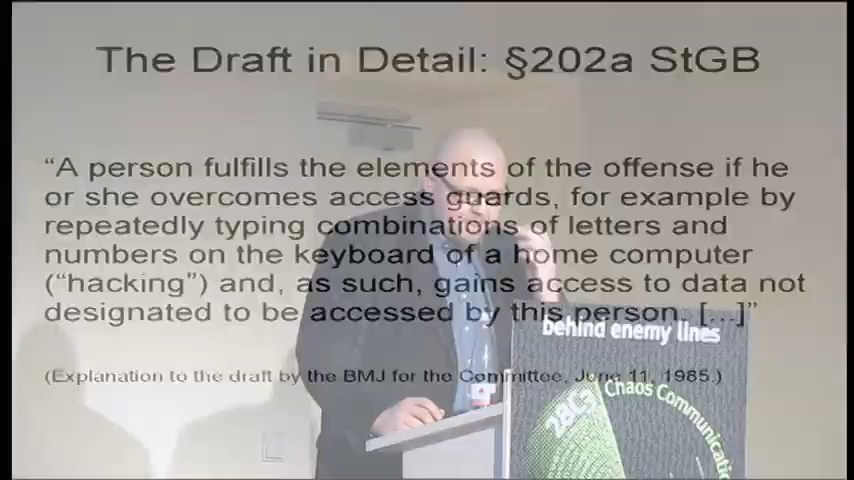 The Draft in Detail: §202a StGB
“A person fulfills the elements of the offense if he
or she overcomes access guards, for example by
repeatedly typing combinations of letters and
numbers on the keyboard of a home computer
(“hacking”) and, as such, gains access to data not
designated to be accessed by this person. [...]”
(Explanation to the draft by the BMJ for the Committee, June 11, 1985.)
behind enemy lines
28C3
Chaos Communicatio